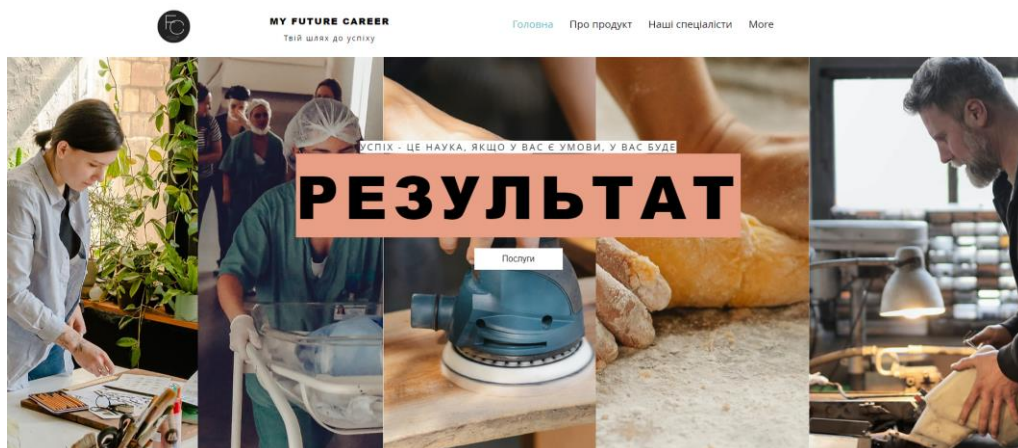 FC
MY FUTURE CAREER
Твій шлях до успіху
Головна Про продукт Наші спеціалісти More
УСПІХ - ЦЕ НАУКА, ЯКЩО У ВАС Є УМОВИ, У ВАС БУДЕ
РЕЗУЛЬТАТ
Послуги